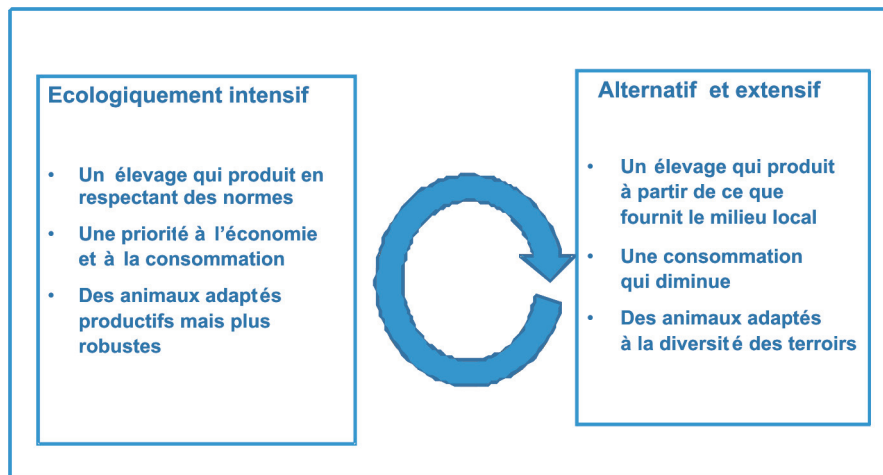 Ecologiquement intensif
• Un élevage qui produit en
respectant des normes
• Une priorité à l'économie
et à la consommation
• Des animaux adaptés
productifs mais plus
robustes
Alternatif et extensif
• Un élevage qui produit
à partir de ce que
fournit le milieu local
• Une consommation
qui diminue
• Des animaux adaptés
à la diversité des terroirs